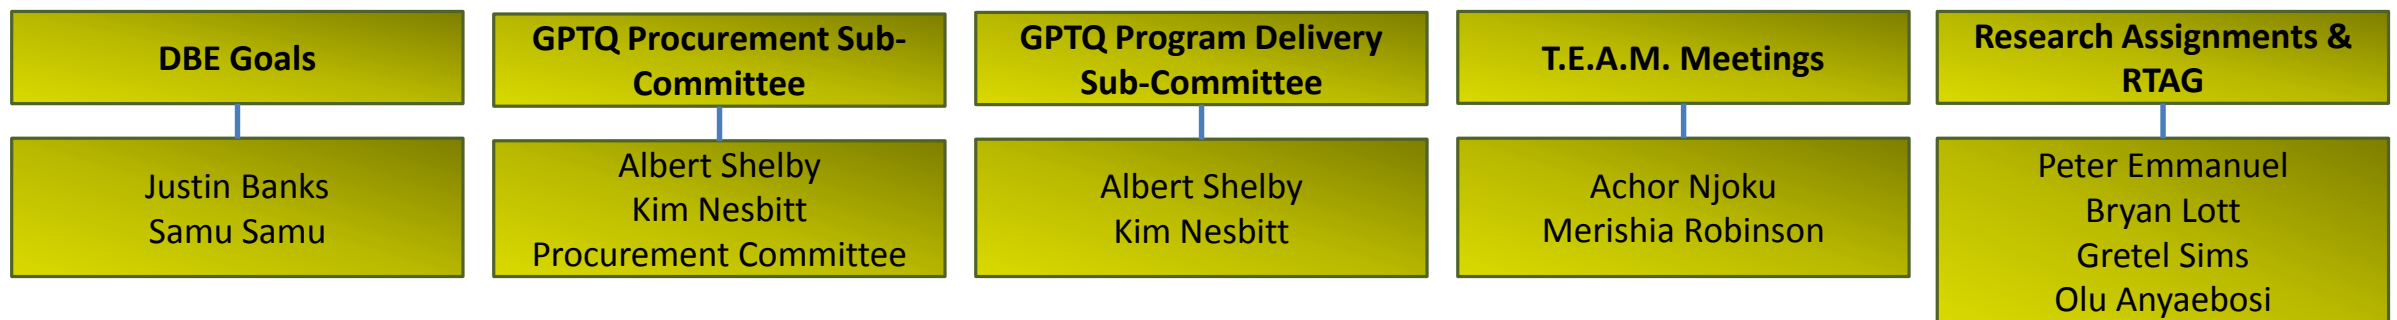 DBE Goals
Justin Banks
Samu Samu
GPTQ Procurement Sub-
Committee
Albert Shelby
Kim Nesbitt
Procurement Committee
GPTQ Program Delivery
Sub-Committee
Albert Shelby
Kim Nesbitt
T.E.A.M. Meetings
Achor Njoku
Merishia Robinson
Research Assignments &
RTAG
Peter Emmanuel
Bryan Lott
Gretel Sims
Olu Anyaebosi